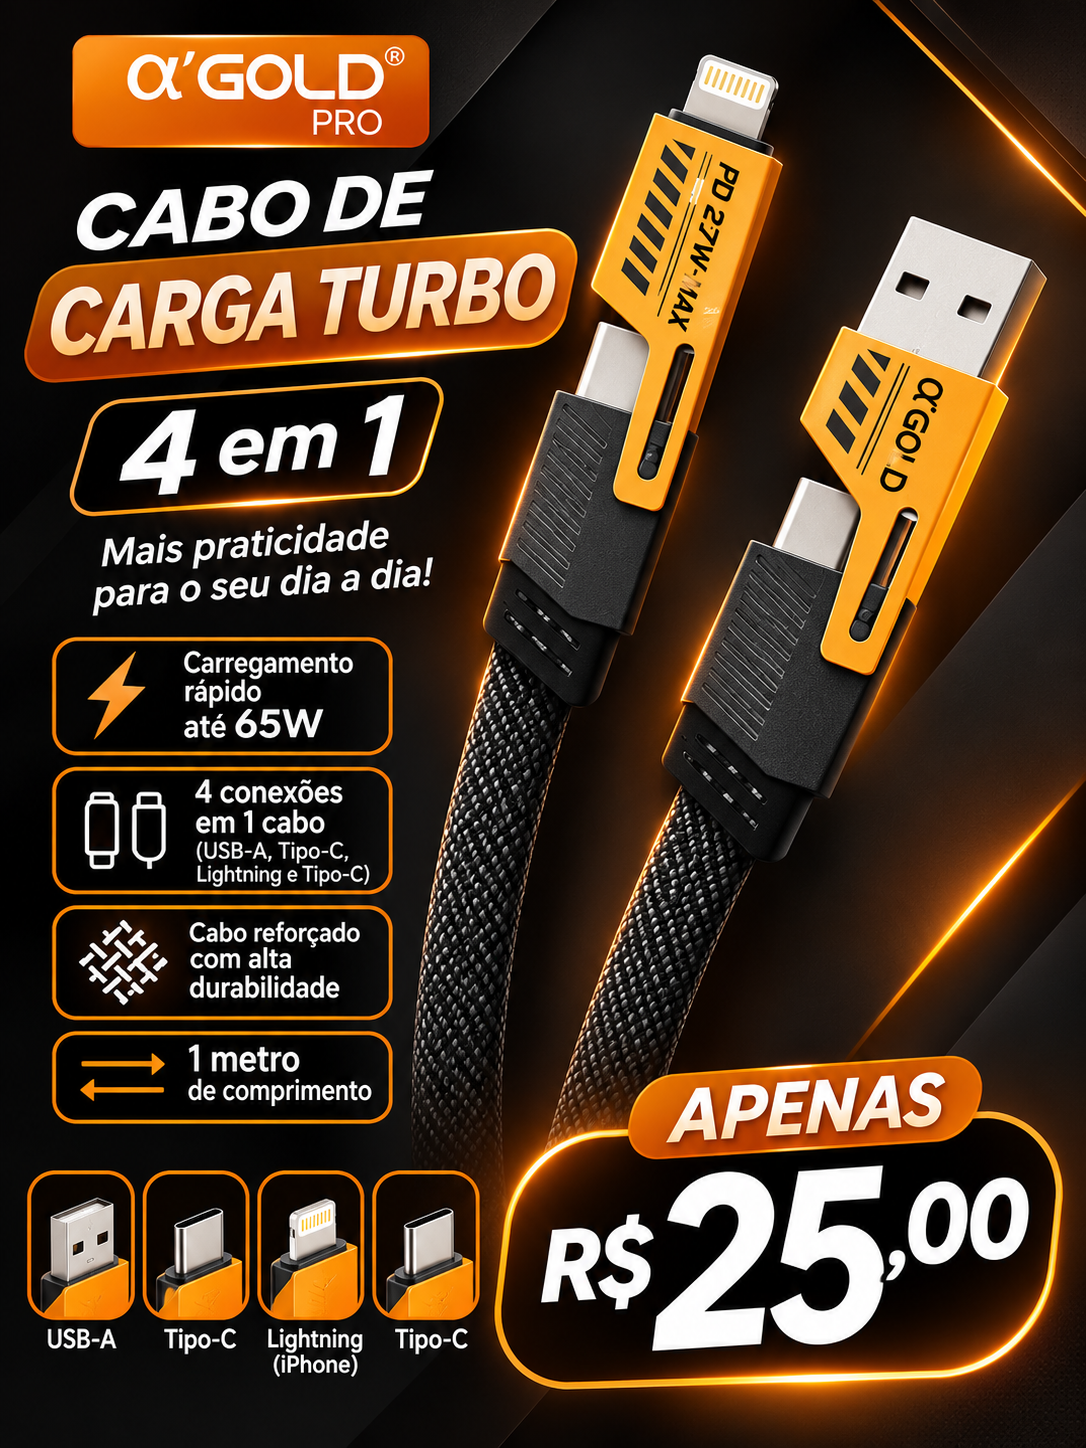 α'GOLD®
PRO
CABO DE
CARGA TURBO
4 em 1
Mais praticidade
para o seu dia a dia!
Carregamento
rápido
até 65W
4 conexões
em 1 cabo
(USB-A, Tipo-C,
Lightning e Tipo-C)
Cabo reforçado
com alta
durabilidade
1 metro
de comprimento
PD 27W-MAX
α'GOLD
USB-A
Tipo-C
Lightning
(iPhone)
Tipo-C
APENAS
R$ 25,00